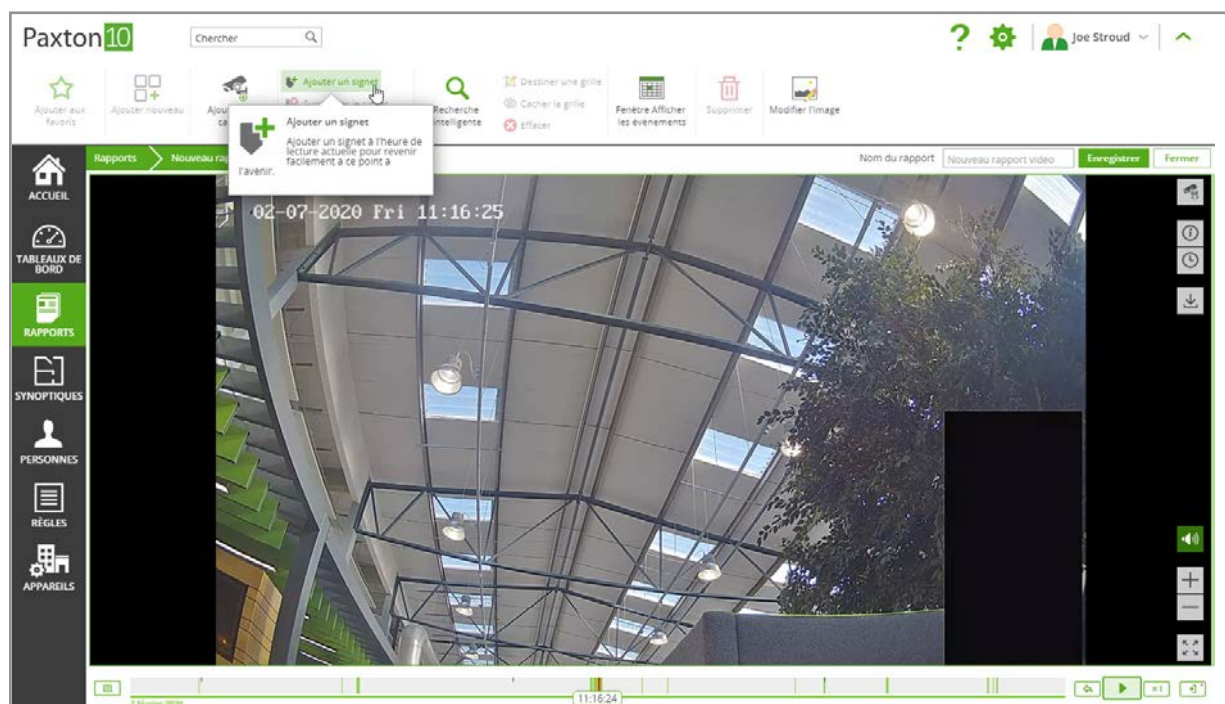 Paxton10
Chercher
Joe Stroud
Ajouter aux
favoris
Ajouter nouveau
Ajouter un signet
Recherche
intelligente
Dessiner une grille
Cacher la grille
Effacer
Fenêtre Afficher
les évenements
Supprimer
Modifier l'image
Ajouter un signet
Ajouter un signet à l'heure de
lecture actuelle pour revenir
facilement a ce point à
l'avenir.
Rapports
Nouveau
Nom du rapport
Nouveau rapport video
Enregistrer
Fermer
ACCUEIL
TABLEAUX DE
BORD
RAPPORTS
SYNOPTIQUES
PERSONNES
RÈGLES
APPAREILS
02-07-2020 Fri 11:16:25
11:16:24
x1